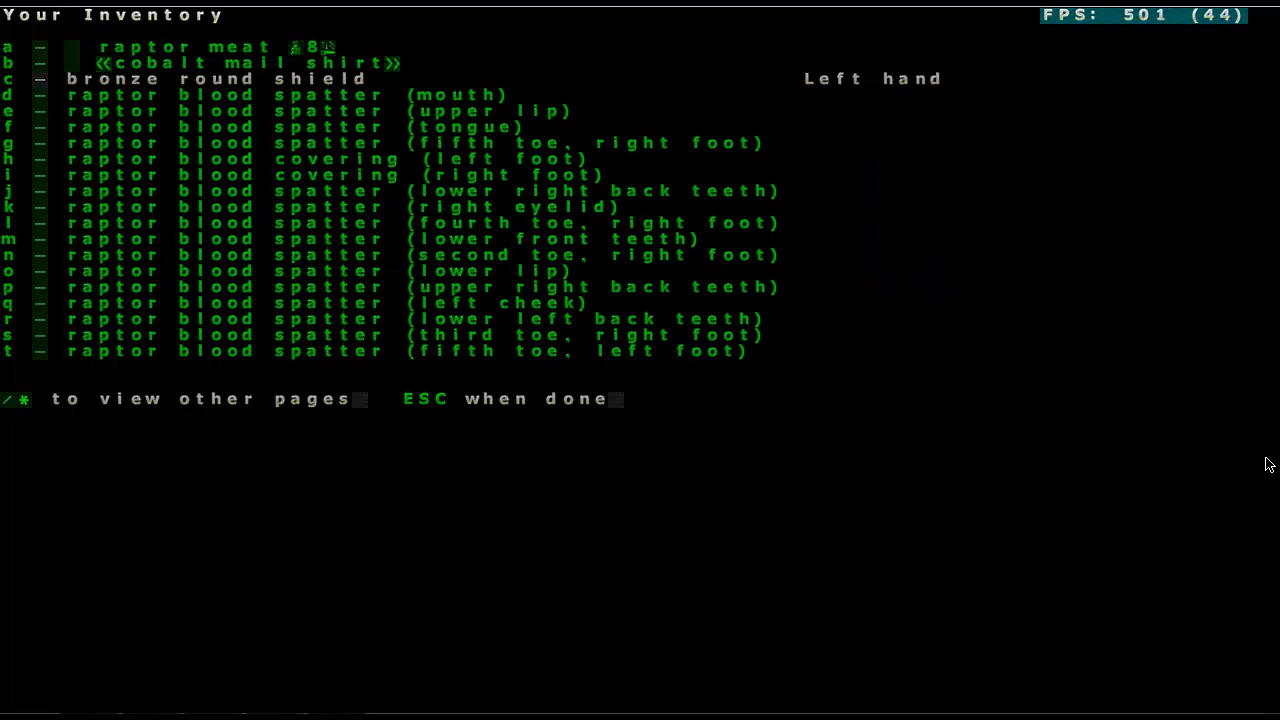 Your Inventory FPS: 501 (44)
a – raptor meat [8]
b – «cobalt mail shirt»
c – bronze round shield Left hand
d – raptor blood spatter (mouth)
e – raptor blood spatter (upper lip)
f – raptor blood spatter (tongue)
g – raptor blood spatter (fifth toe, right foot)
h – raptor blood covering (left foot)
i – raptor blood covering (right foot)
j – raptor blood spatter (lower right back teeth)
k – raptor blood spatter (right eyelid)
l – raptor blood spatter (fourth toe, right foot)
m – raptor blood spatter (lower front teeth)
n – raptor blood spatter (second toe, right foot)
o – raptor blood spatter (lower lip)
p – raptor blood spatter (upper right back teeth)
q – raptor blood spatter (left cheek)
r – raptor blood spatter (lower left back teeth)
s – raptor blood spatter (third toe, right foot)
t – raptor blood spatter (fifth toe, left foot)
/* to view other pages ESC when done